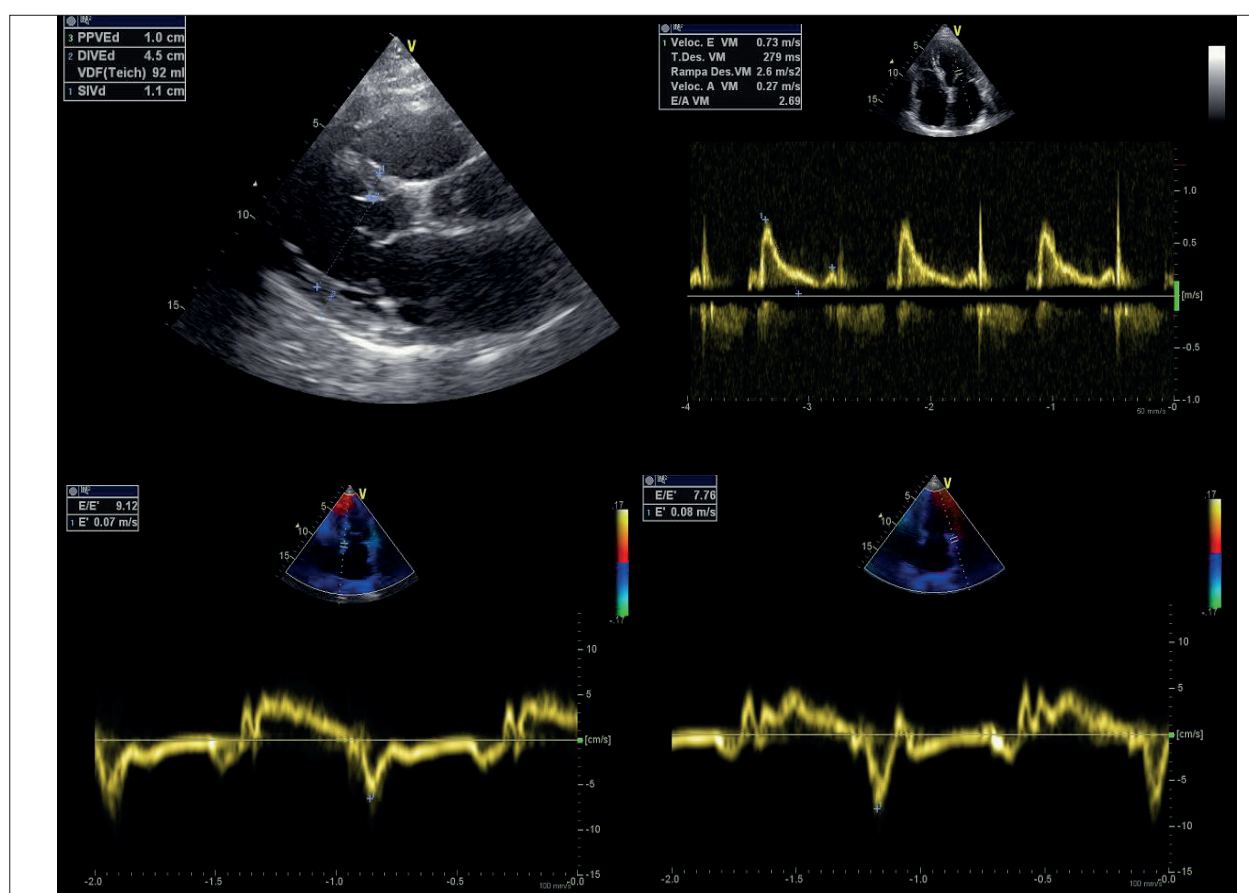 3 PPVEd 1.0 cm
2 DIVEd 4.5 cm
VDF(Teich) 92 ml
1 SIVd 1.1 cm
V
5
10
15
1 Veloc. E VM 0.73 m/s
T.Des. VM 279 ms
Rampa Des.VM 2.6 m/s2
Veloc. A VM 0.27 m/s
E/A VM 2.69
V
5
10
15
1.0
0.5
[m/s]
-0.5
-1.0
-4 -3 -2 -1 -0
50 mm/s
E/E' 9.12
1 E' 0.07 m/s
V
5
10
15
.17
-.17
10
5
[cm/s]
-5
-10
-2.0 -1.5 -1.0 -0.5 -0.0
100 mm/s
E/E' 7.76
1 E' 0.08 m/s
V
5
10
15
.17
-.17
10
5
[cm/s]
-5
-10
-2.0 -1.5 -1.0 -0.5 -0.0
100 mm/s